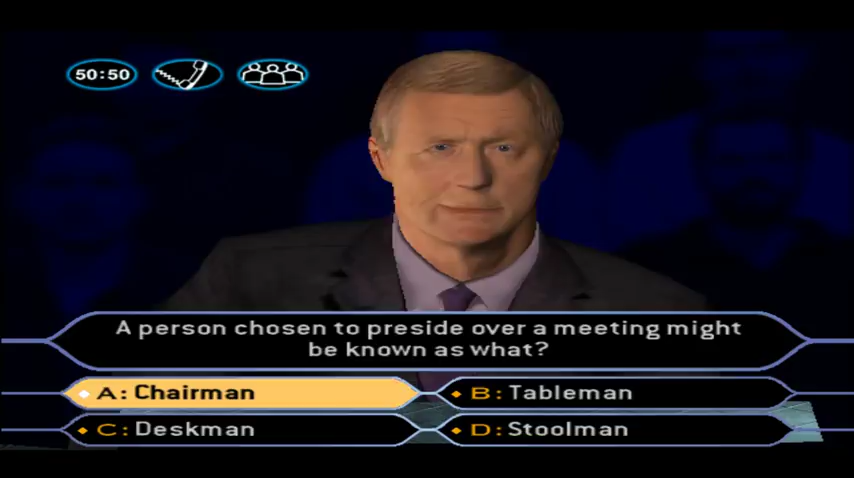 50:50
A person chosen to preside over a meeting might
be known as what?
A: Chairman
B: Tableman
C: Deskman
D: Stoolman